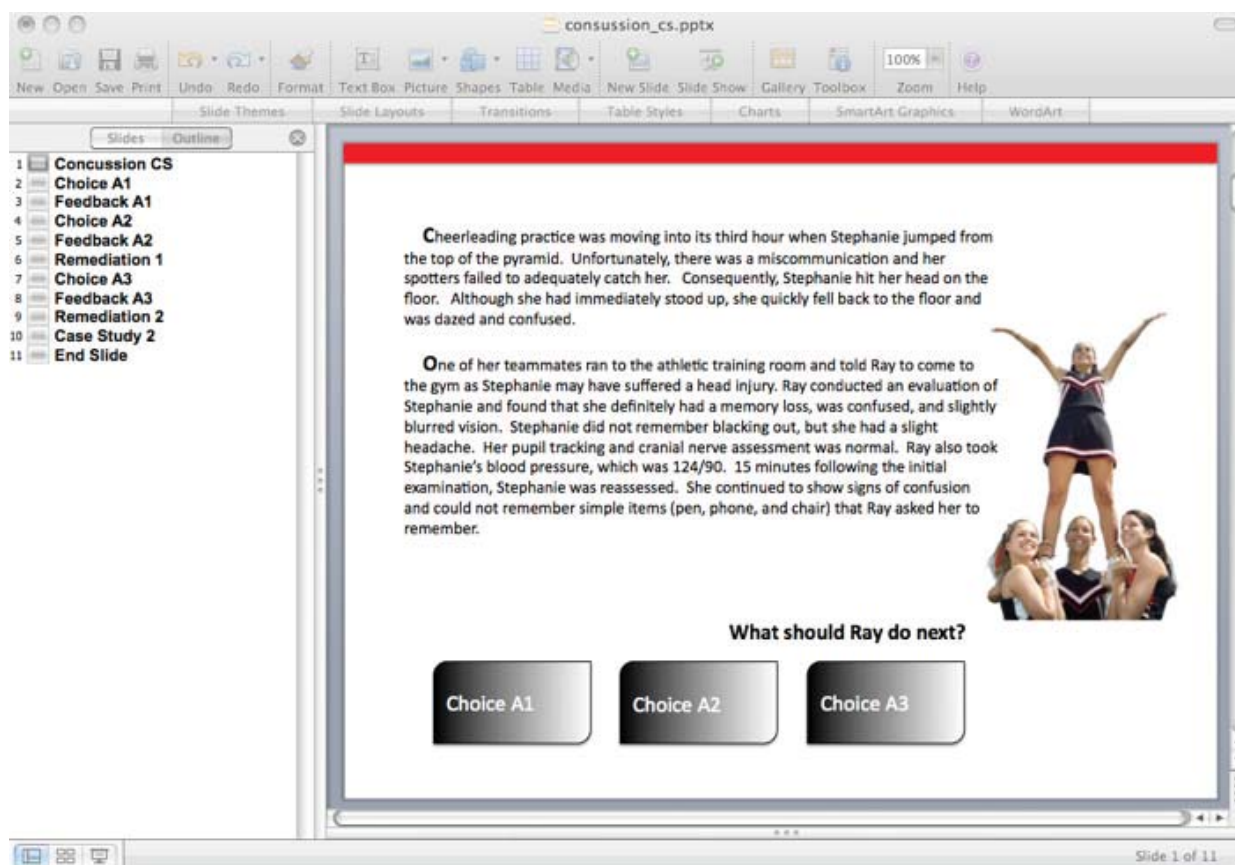 consussion_cs.pptx
New Open Save Print Undo Redo Format Text Box Picture Shapes Table Media New Slide Slide Show Gallery Toolbox Zoom Help
100%
Slide Themes Slide Layouts Transitions Table Styles Charts SmartArt Graphics WordArt
Slides Outline
1 Concussion CS
2 Choice A1
3 Feedback A1
4 Choice A2
5 Feedback A2
6 Remediation 1
7 Choice A3
8 Feedback A3
9 Remediation 2
10 Case Study 2
11 End Slide
Cheerleading practice was moving into its third hour when Stephanie jumped from
the top of the pyramid. Unfortunately, there was a miscommunication and her
spotters failed to adequately catch her. Consequently, Stephanie hit her head on the
floor. Although she had immediately stood up, she quickly fell back to the floor and
was dazed and confused.
One of her teammates ran to the athletic training room and told Ray to come to
the gym as Stephanie may have suffered a head injury. Ray conducted an evaluation of
Stephanie and found that she definitely had a memory loss, was confused, and slightly
blurred vision. Stephanie did not remember blacking out, but she had a slight
headache. Her pupil tracking and cranial nerve assessment was normal. Ray also took
Stephanie's blood pressure, which was 124/90. 15 minutes following the initial
examination, Stephanie was reassessed. She continued to show signs of confusion
and could not remember simple items (pen, phone, and chair) that Ray asked her to
remember.
What should Ray do next?
Choice A1 Choice A2 Choice A3
Slide 1 of 11